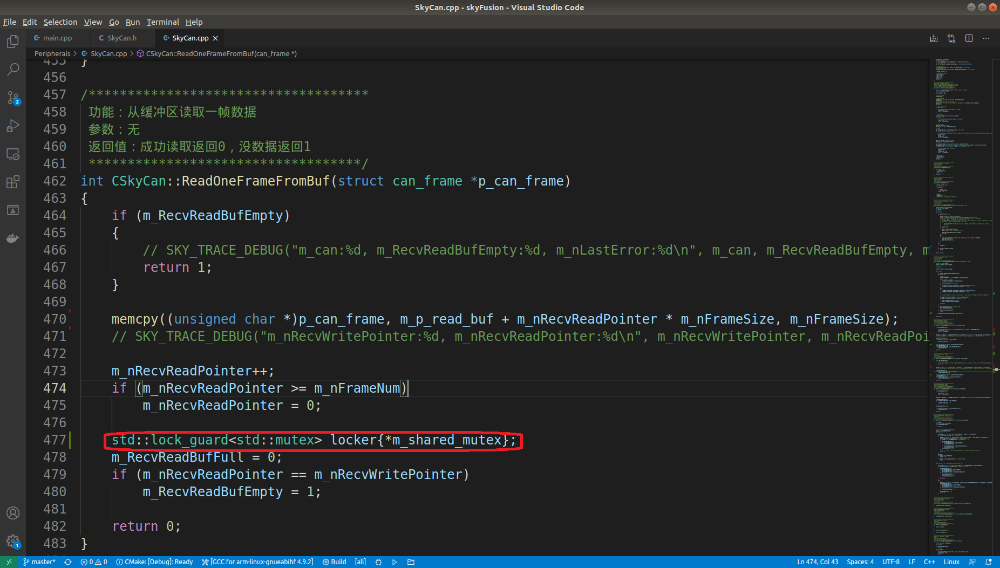 SkyCan.cpp - skyFusion - Visual Studio Code
File Edit Selection View Go Run Terminal Help
main.cpp SkyCan.h SkyCan.cpp
Peripherals > SkyCan.cpp > CSkyCan::ReadOneFrameFromBuf(can_frame *)
455 }
456
457 /************************************
458 功能：从缓冲区读取一帧数据
459 参数：无
460 返回值：成功读取返回0，没数据返回1
461 ***********************************/
462 int CSkyCan::ReadOneFrameFromBuf(struct can_frame *p_can_frame)
463 {
464 if (m_RecvReadBufEmpty)
465 {
466 // SKY_TRACE_DEBUG("m_can:%d, m_RecvReadBufEmpty:%d, m_nLastError:%d\n", m_can, m_RecvReadBufEmpty, m
467 return 1;
468 }
469
470 memcpy((unsigned char *)p_can_frame, m_p_read_buf + m_nRecvReadPointer * m_nFrameSize, m_nFrameSize);
471 // SKY_TRACE_DEBUG("m_nRecvWritePointer:%d, m_nRecvReadPointer:%d\n", m_nRecvWritePointer, m_nRecvReadPoi
472
473 m_nRecvReadPointer++;
474 if (m_nRecvReadPointer >= m_nFrameNum)
475 m_nRecvReadPointer = 0;
476
477 std::lock_guard<std::mutex> locker{*m_shared_mutex};
478 m_RecvReadBufFull = 0;
479 if (m_nRecvReadPointer == m_nRecvWritePointer)
480 m_RecvReadBufEmpty = 1;
481
482 return 0;
483 }
2
1
master* 0 0 CMake: [Debug]: Ready [GCC for arm-linux-gnueabihf 4.9.2] Build [all] Ln 474, Col 43 Spaces: 4 UTF-8 LF C++ Linux